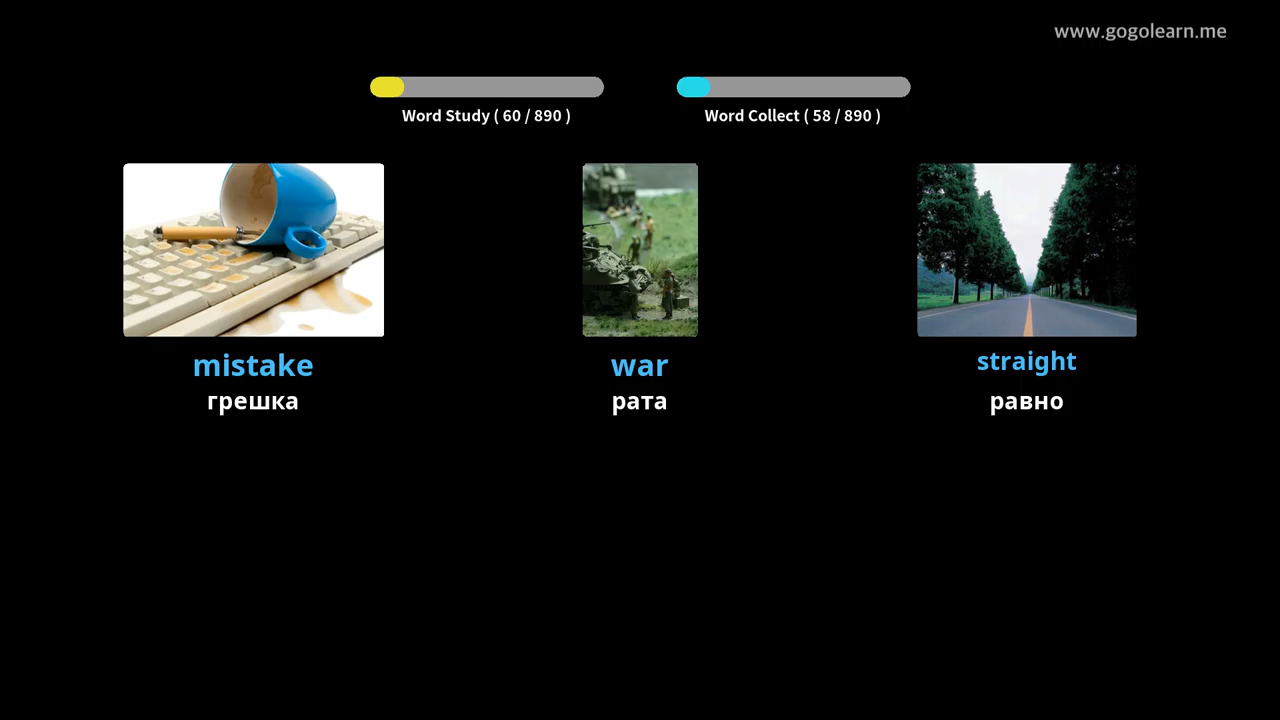 www.gogolearn.me
Word Study ( 60 / 890 )
Word Collect ( 58 / 890 )
mistake
грешка
war
рата
straight
равно